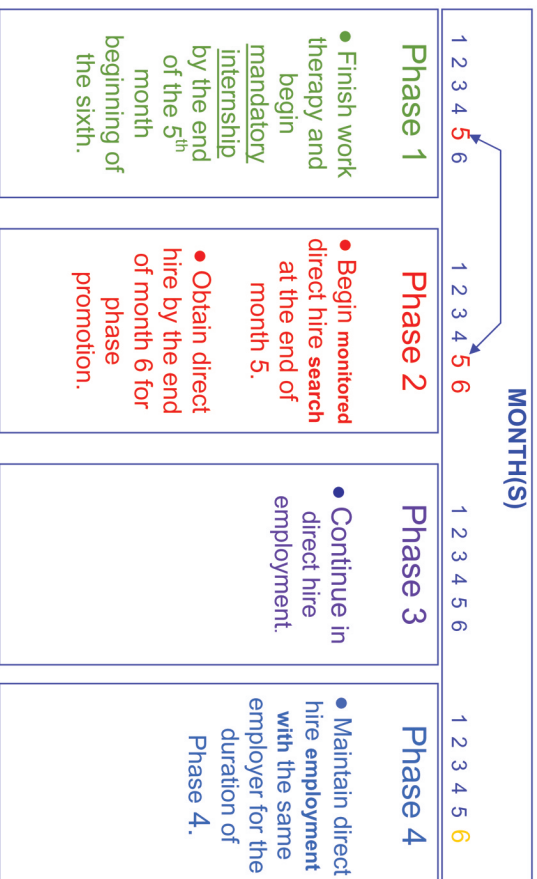 MONTH(S)
1 2 3 4 5 6
1 2 3 4 5 6
1 2 3 4 5 6
1 2 3 4 5 6
Phase 1
• Finish work
therapy and
begin
mandatory
internship
by the end
of the 5th
month
beginning of
the sixth.
Phase 2
• Begin monitored
direct hire search
at the end of
month 5.
• Obtain direct
hire by the end
of month 6 for
phase
promotion.
Phase 3
• Continue in
direct hire
employment.
Phase 4
• Maintain direct
hire employment
with the same
employer for the
duration of
Phase 4.